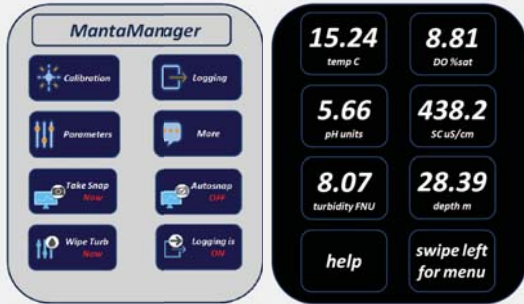 MantaManager
Calibration
Logging
Parameters
More
Take Snap
Now
Autosnap
OFF
Wipe Turb
Now
Logging is
ON
15.24
temp C
8.81
DO %sat
5.66
pH units
438.2
SC uS/cm
8.07
turbidity FNU
28.39
depth m
help
swipe left
for menu